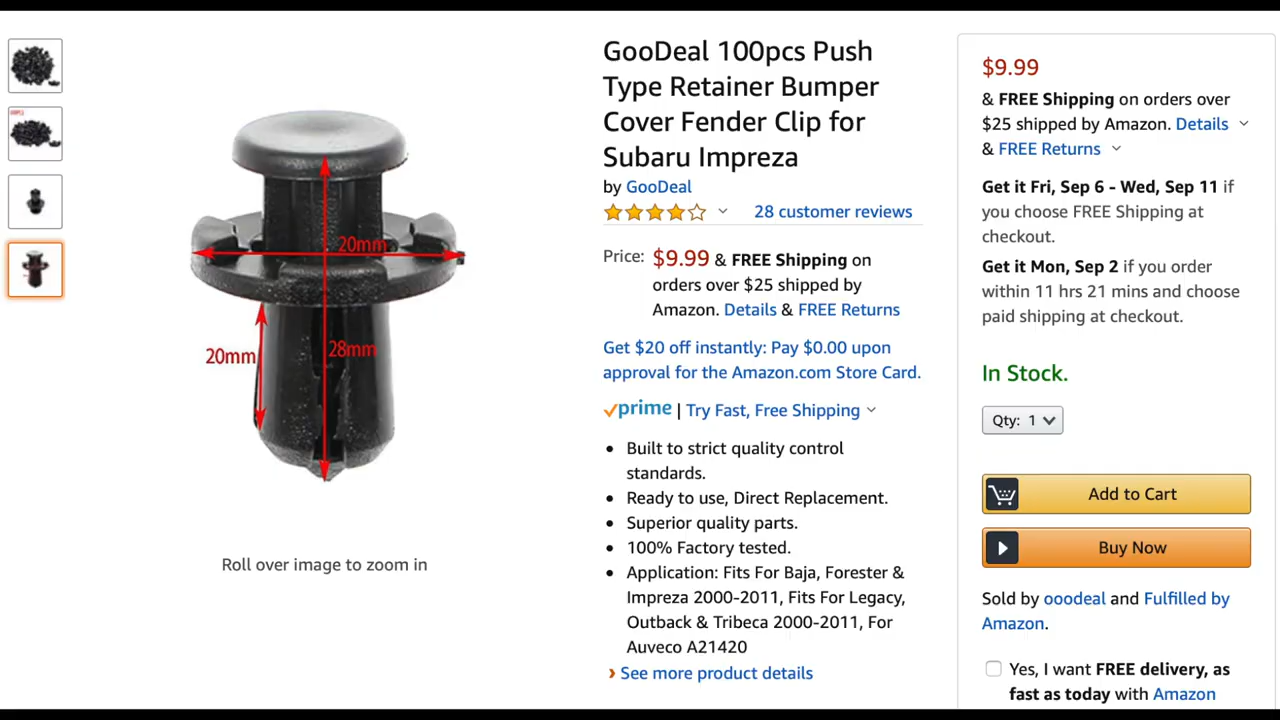 GooDeal 100pcs Push
Type Retainer Bumper
Cover Fender Clip for
Subaru Impreza
by GooDeal
28 customer reviews
Price: $9.99 & FREE Shipping on
orders over $25 shipped by
Amazon. Details & FREE Returns
Get $20 off instantly: Pay $0.00 upon
approval for the Amazon.com Store Card.
prime | Try Fast, Free Shipping
• Built to strict quality control
standards.
• Ready to use, Direct Replacement.
• Superior quality parts.
• 100% Factory tested.
• Application: Fits For Baja, Forester &
Impreza 2000-2011, Fits For Legacy,
Outback & Tribeca 2000-2011, For
Auveco A21420
› See more product details
20mm
20mm
28mm
Roll over image to zoom in
$9.99
& FREE Shipping on orders over
$25 shipped by Amazon. Details
& FREE Returns
Get it Fri, Sep 6 - Wed, Sep 11 if
you choose FREE Shipping at
checkout.
Get it Mon, Sep 2 if you order
within 11 hrs 21 mins and choose
paid shipping at checkout.
In Stock.
Qty: 1
Add to Cart
Buy Now
Sold by ooodeal and Fulfilled by
Amazon.
Yes, I want FREE delivery, as
fast as today with Amazon